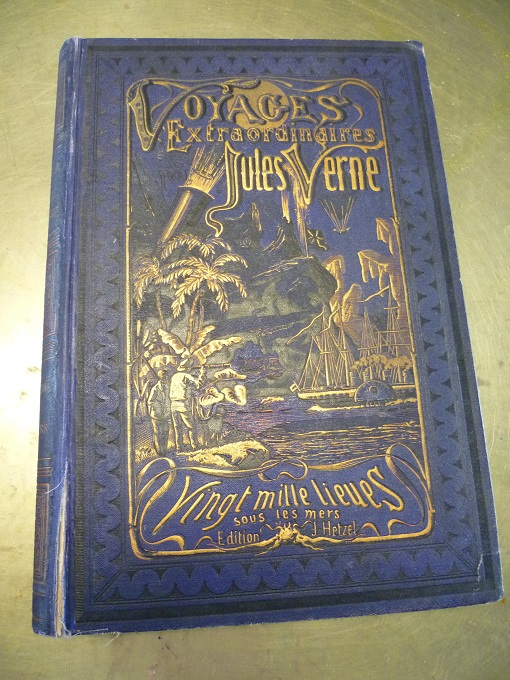 VOYAGES
Extraordinaires
Jules Verne
Vingt mille lieues
sous les mers
Edition J. Hetzel